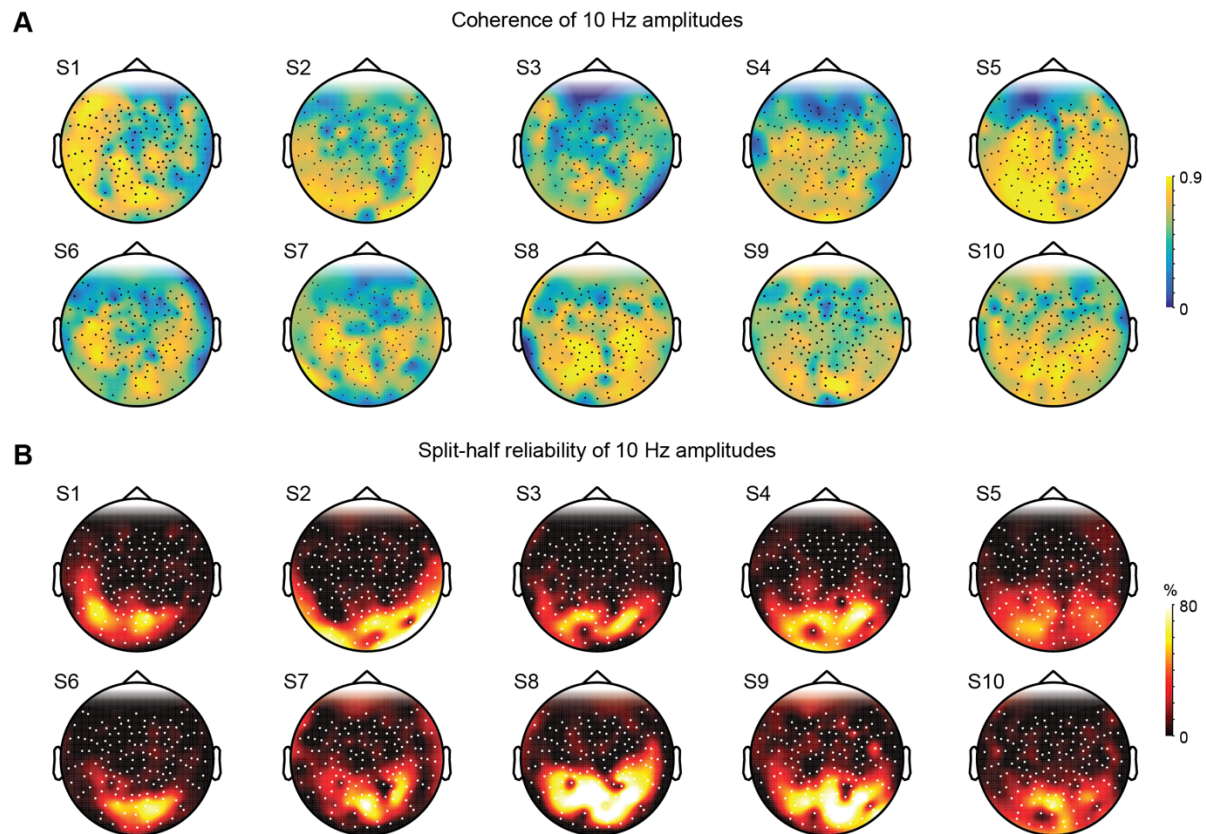 A
Coherence of 10 Hz amplitudes
S1 S2 S3 S4 S5
0.9
0
S6 S7 S8 S9 S10
B
Split-half reliability of 10 Hz amplitudes
S1 S2 S3 S4 S5
%
80
0
S6 S7 S8 S9 S10